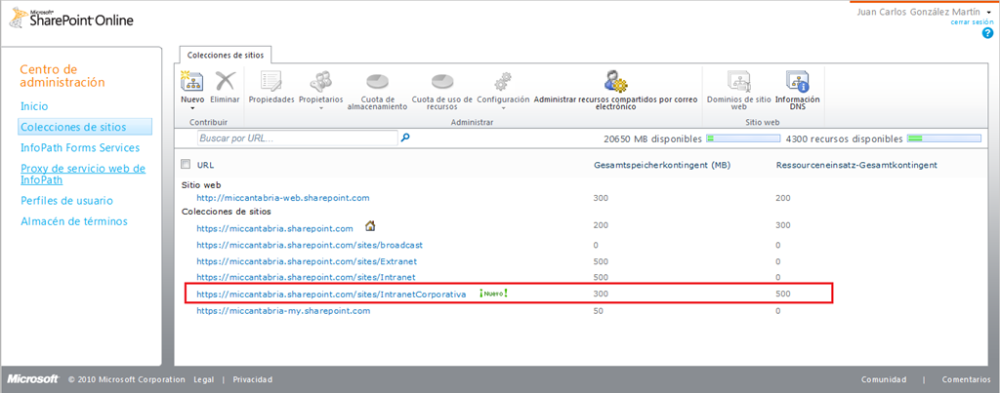 Microsoft®
SharePoint Online
Juan Carlos González Martín
cerrar sesión
?
Centro de
administración
Inicio
Colecciones de sitios
InfoPath Forms Services
Proxy de servicio web de
InfoPath
Perfiles de usuario
Almacén de términos
Colecciones de sitios
Nuevo
Eliminar
Propiedades
Propietarios
Cuota de
almacenamiento
Cuota de uso de
recursos
Configuración
Administrar recursos compartidos por correo
electrónico
Dominios de sitio
web
Información
DNS
Contribuir
Administrar
Sitio web
Buscar por URL...
20650 MB disponibles
4300 recursos disponibles
URL Gesamtspeicherkontingent (MB) Ressourceneinsatz-Gesamtkontingent
Sitio web
http://miccantabria-web.sharepoint.com 300 200
Colecciones de sitios
https://miccantabria.sharepoint.com 200 300
https://miccantabria.sharepoint.com/sites/broadcast 0 0
https://miccantabria.sharepoint.com/sites/Extranet 500 0
https://miccantabria.sharepoint.com/sites/Intranet 500 0
https://miccantabria.sharepoint.com/sites/IntranetCorporativa ¡Nuevo! 300 500
https://miccantabria-my.sharepoint.com 50 0
Microsoft © 2010 Microsoft Corporation Legal | Privacidad Comunidad | Comentarios